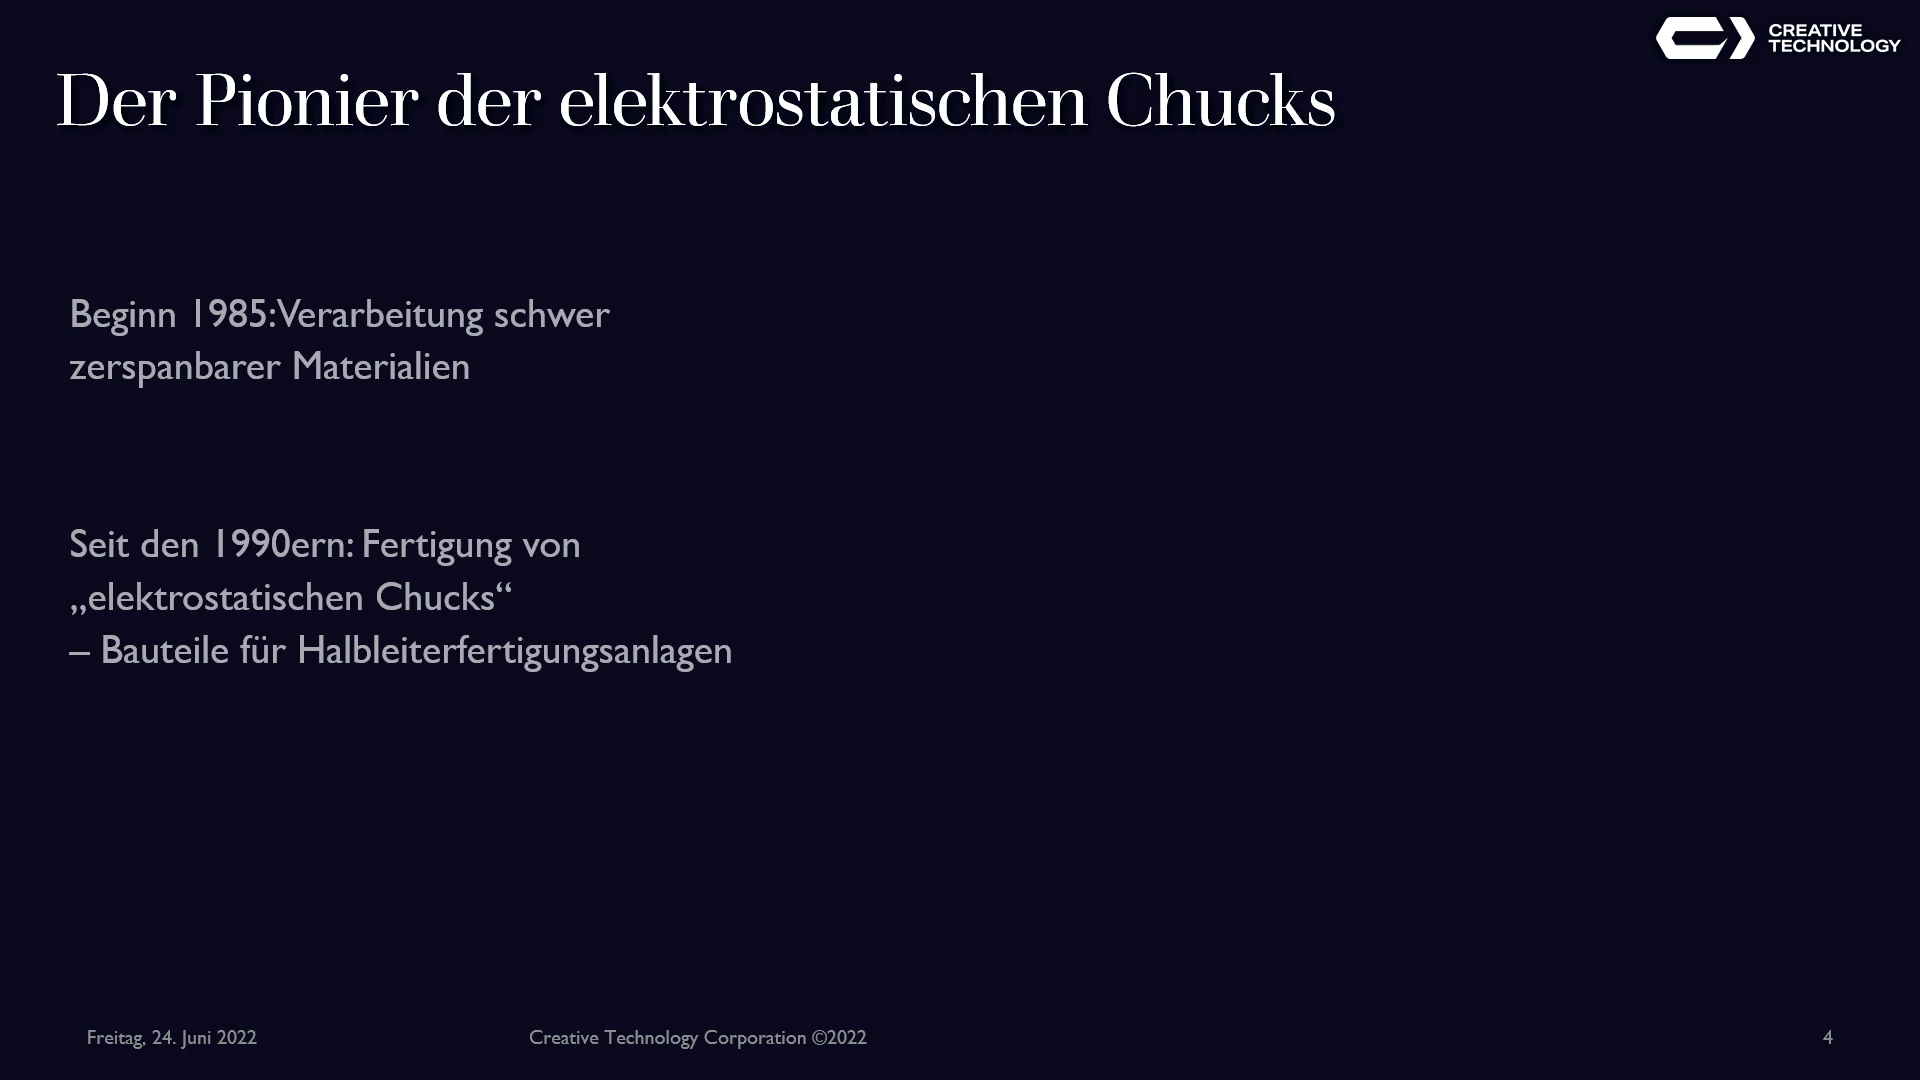 CREATIVE
TECHNOLOGY
Der Pionier der elektrostatischen Chucks
Beginn 1985: Verarbeitung schwer
zerspanbarer Materialien
Seit den 1990ern: Fertigung von
„elektrostatischen Chucks“
– Bauteile für Halbleiterfertigungsanlagen
Freitag, 24. Juni 2022
Creative Technology Corporation ©2022
4